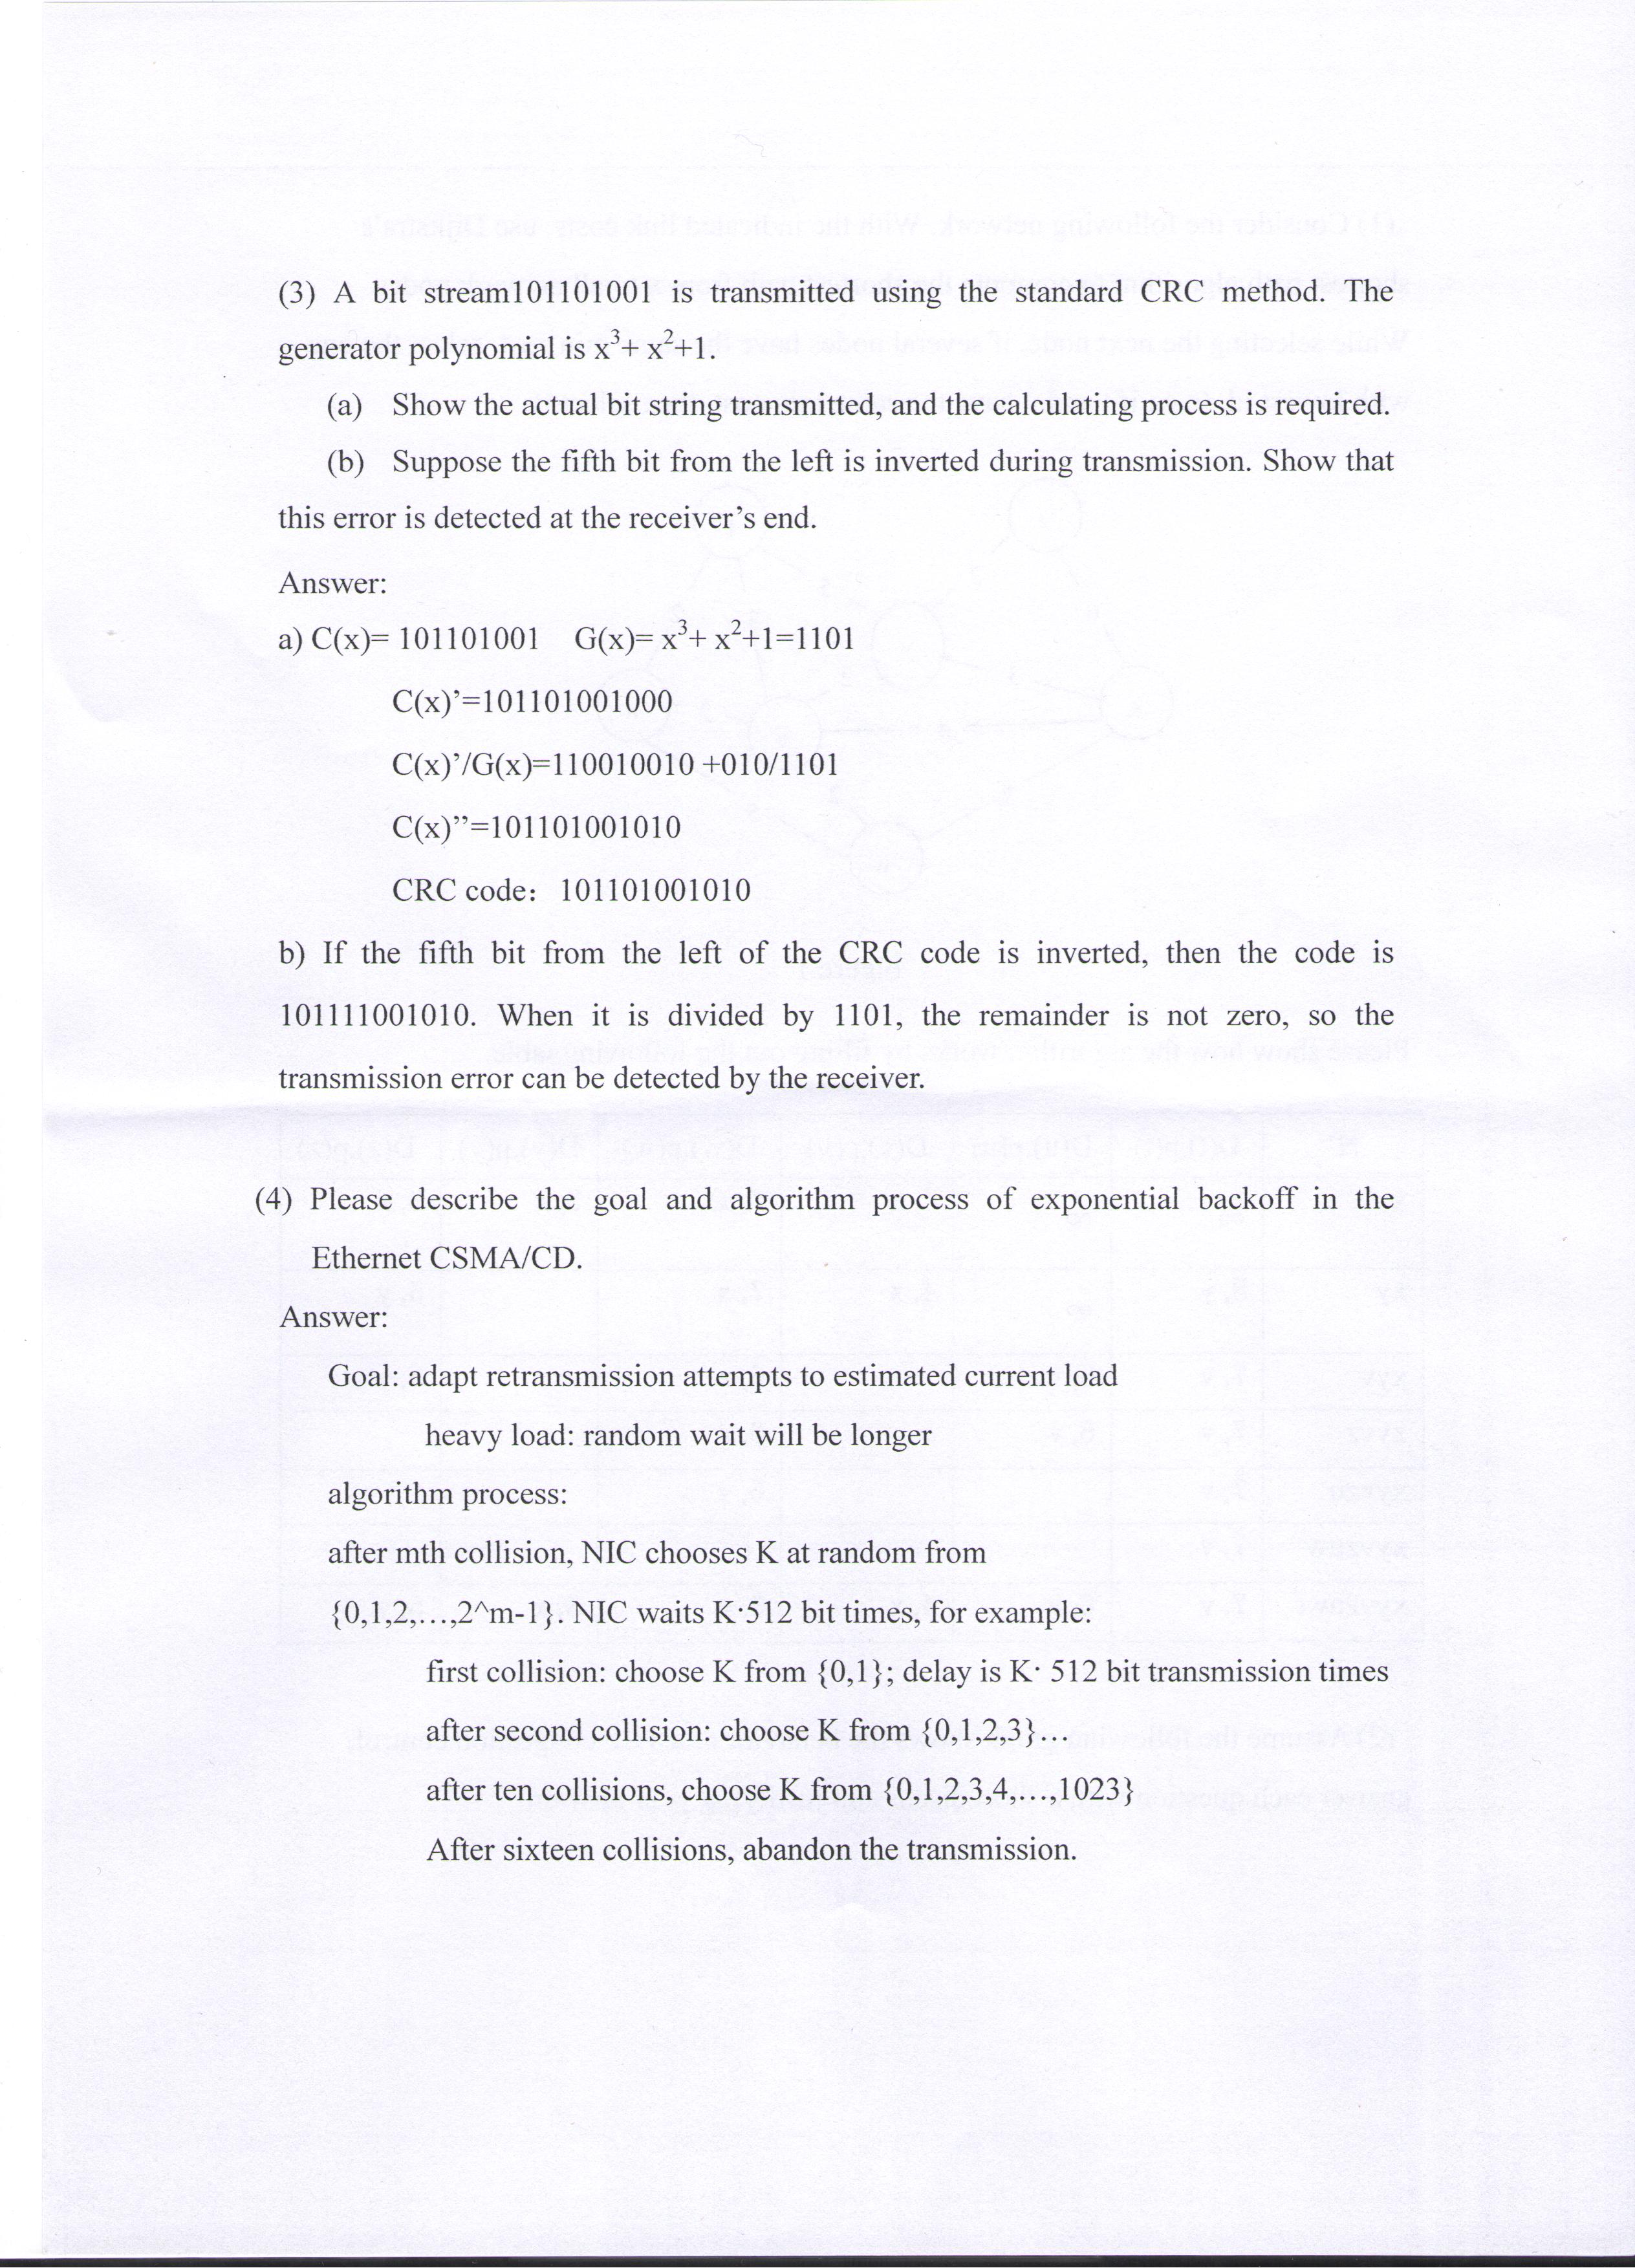 (3) A bit stream101101001 is transmitted using the standard CRC method. The
generator polynomial is x³+ x²+1.
(a) Show the actual bit string transmitted, and the calculating process is required.
(b) Suppose the fifth bit from the left is inverted during transmission. Show that
this error is detected at the receiver’s end.
Answer:
a) C(x)= 101101001 G(x)= x³+ x²+1=1101
C(x)’=101101001000
C(x)’/G(x)=110010010 +010/1101
C(x)’’=101101001010
CRC code： 101101001010
b) If the fifth bit from the left of the CRC code is inverted, then the code is
101111001010. When it is divided by 1101, the remainder is not zero, so the
transmission error can be detected by the receiver.
(4) Please describe the goal and algorithm process of exponential backoff in the
Ethernet CSMA/CD.
Answer:
Goal: adapt retransmission attempts to estimated current load
heavy load: random wait will be longer
algorithm process:
after mth collision, NIC chooses K at random from
{0,1,2,…,2^m-1}. NIC waits K·512 bit times, for example:
first collision: choose K from {0,1}; delay is K· 512 bit transmission times
after second collision: choose K from {0,1,2,3}…
after ten collisions, choose K from {0,1,2,3,4,…,1023}
After sixteen collisions, abandon the transmission.